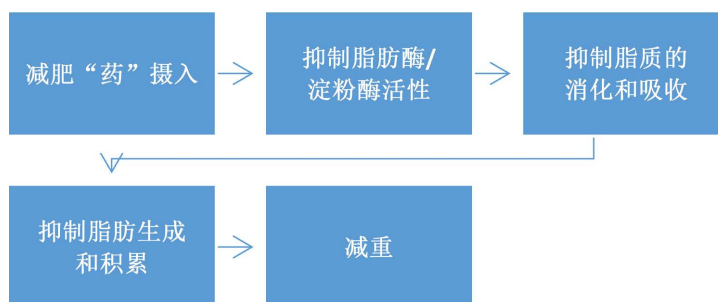 减肥“药”摄入
抑制脂肪酶/
淀粉酶活性
抑制脂质的
消化和吸收
抑制脂肪生成
和积累
减重